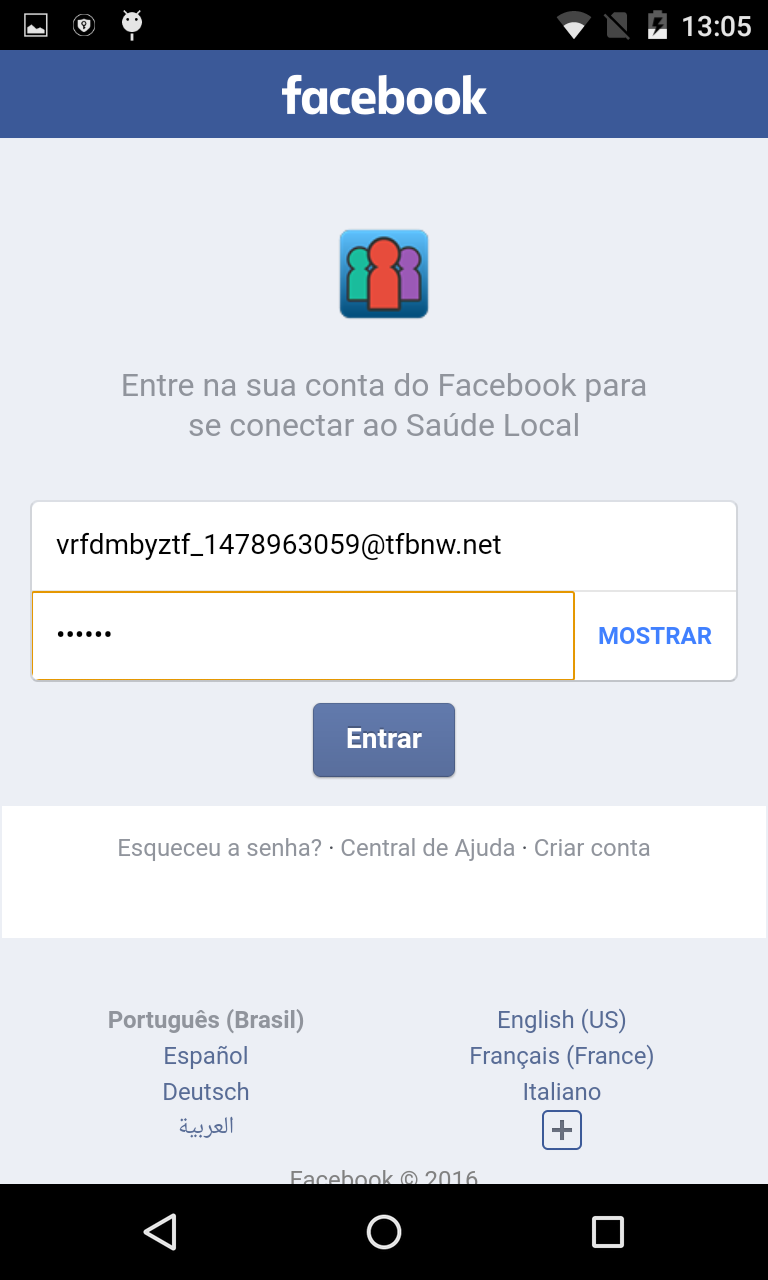 13:05
facebook
Entre na sua conta do Facebook para
se conectar ao Saúde Local
vrfdmbyztf_1478963059@tfbnw.net
••••••
MOSTRAR
Entrar
Esqueceu a senha? · Central de Ajuda · Criar conta
Português (Brasil)
English (US)
Español
Français (France)
Deutsch
Italiano
العربية
Facebook © 2016